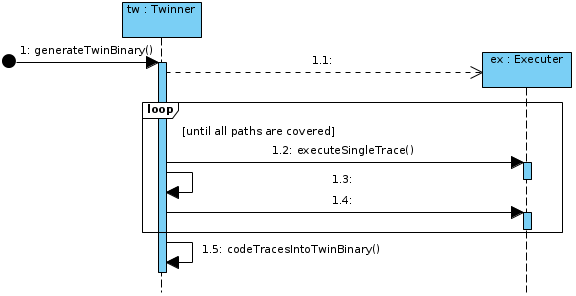 tw : Twinner
1: generateTwinBinary()
1.1:
ex : Executer
loop
[until all paths are covered]
1.2: executeSingleTrace()
1.3:
1.4:
1.5: codeTracesIntoTwinBinary()